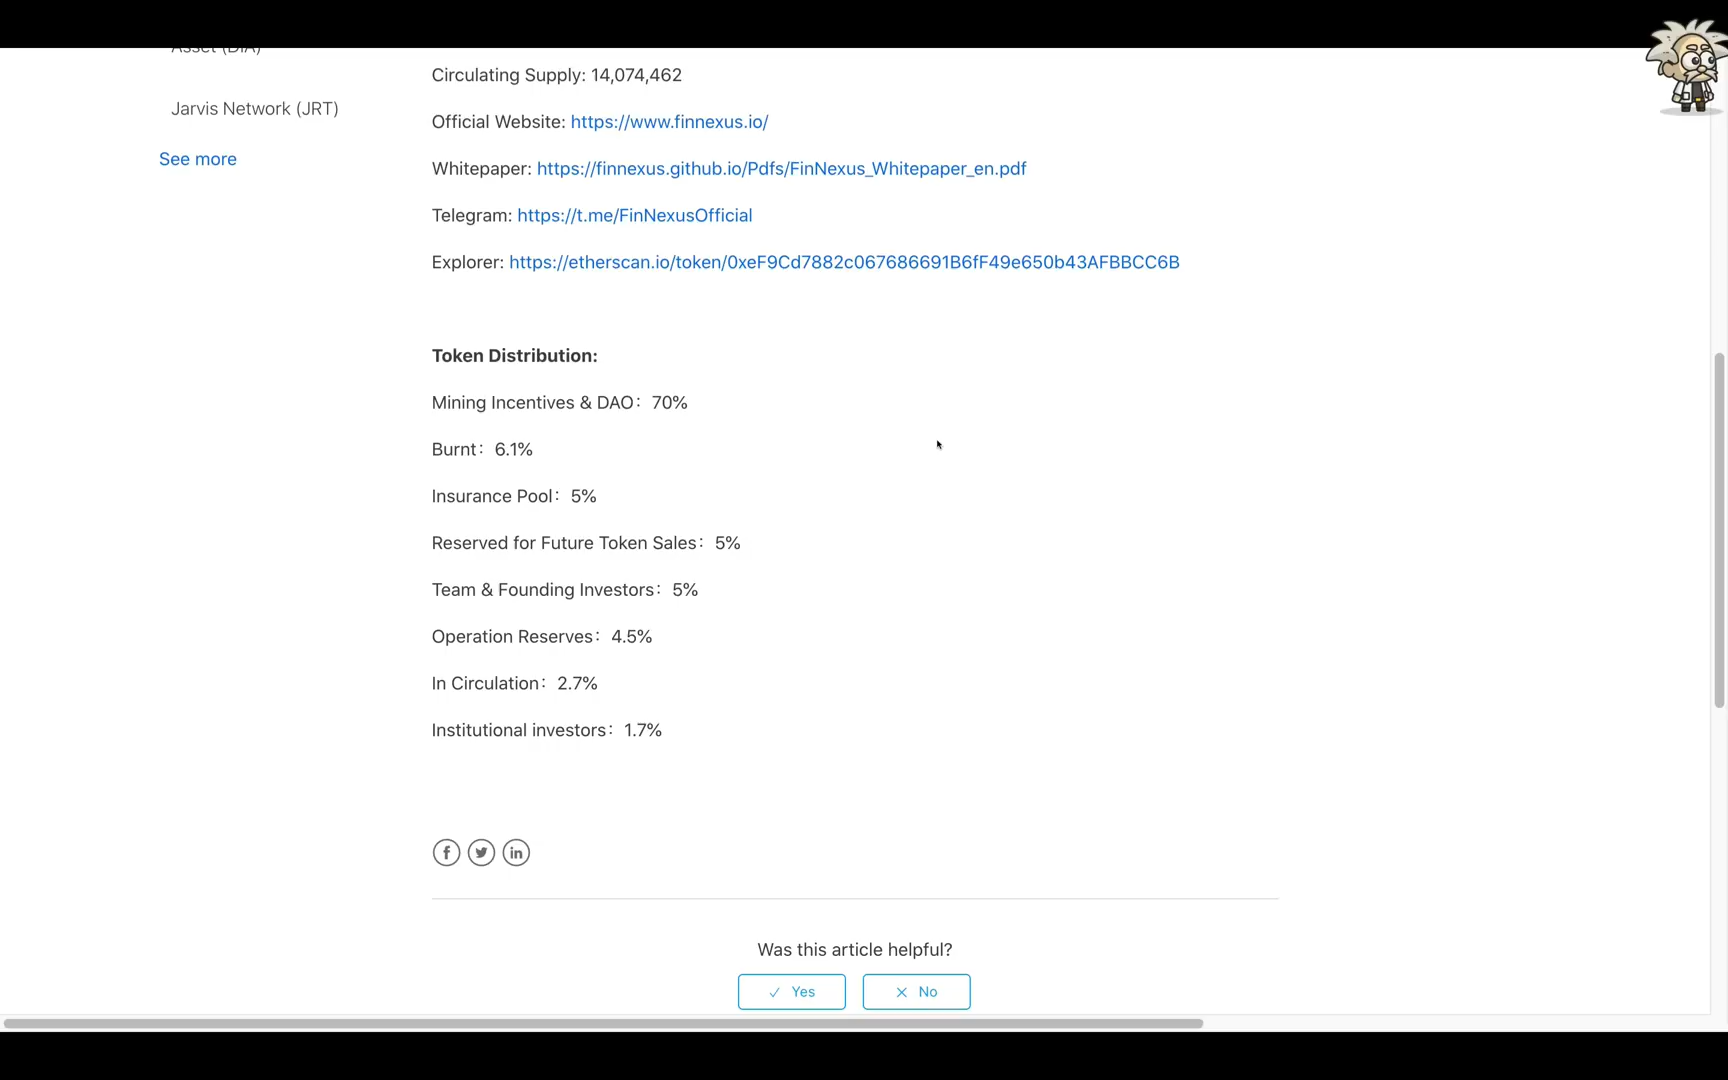 Asset (DIA)
Jarvis Network (JRT)
See more
Circulating Supply: 14,074,462
Official Website: https://www.finnexus.io/
Whitepaper: https://finnexus.github.io/Pdfs/FinNexus_Whitepaper_en.pdf
Telegram: https://t.me/FinNexusOfficial
Explorer: https://etherscan.io/token/0xeF9Cd7882c067686691B6fF49e650b43AFBBCC6B
Token Distribution:
Mining Incentives & DAO： 70%
Burnt： 6.1%
Insurance Pool： 5%
Reserved for Future Token Sales： 5%
Team & Founding Investors： 5%
Operation Reserves： 4.5%
In Circulation： 2.7%
Institutional investors： 1.7%
Was this article helpful?
Yes
No